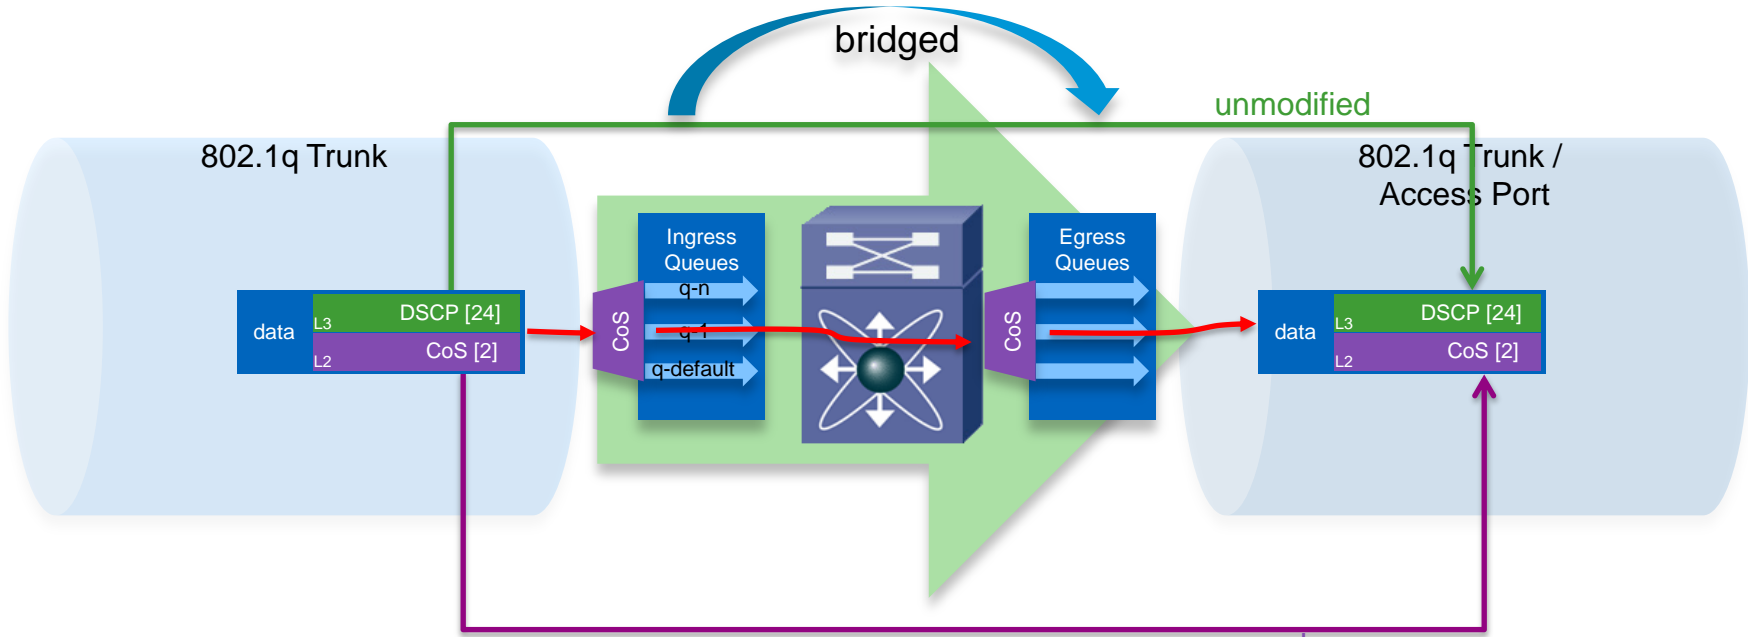 bridged
unmodified
802.1q Trunk
802.1q Trunk /
Access Port
Ingress
Queues
q-n
q-1
q-default
CoS
Egress
Queues
CoS
data
L3
DSCP [24]
L2
CoS [2]
data
L3
DSCP [24]
L2
CoS [2]